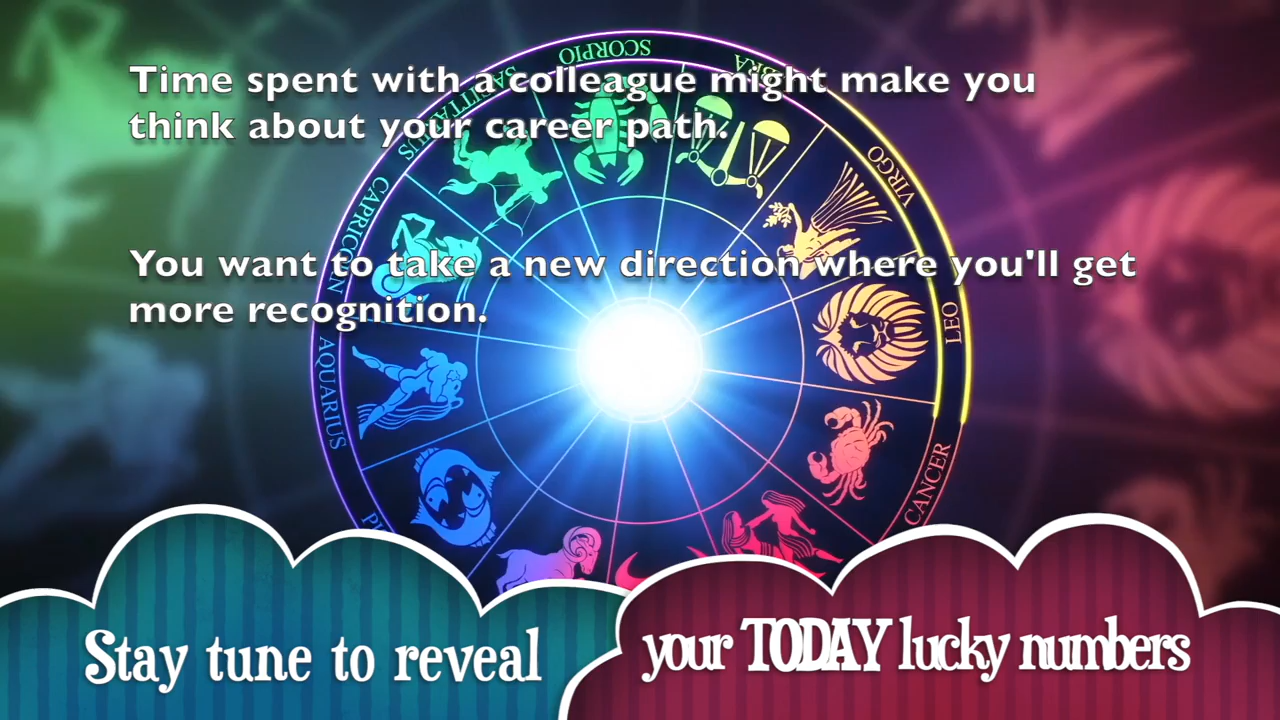 Time spent with a colleague might make you
think about your career path.
You want to take a new direction where you'll get
more recognition.
SCORPIO
SAGITTARIUS
VIRGO
CAPRICORN
LEO
AQUARIUS
CANCER
Stay tune to reveal
your TODAY lucky numbers